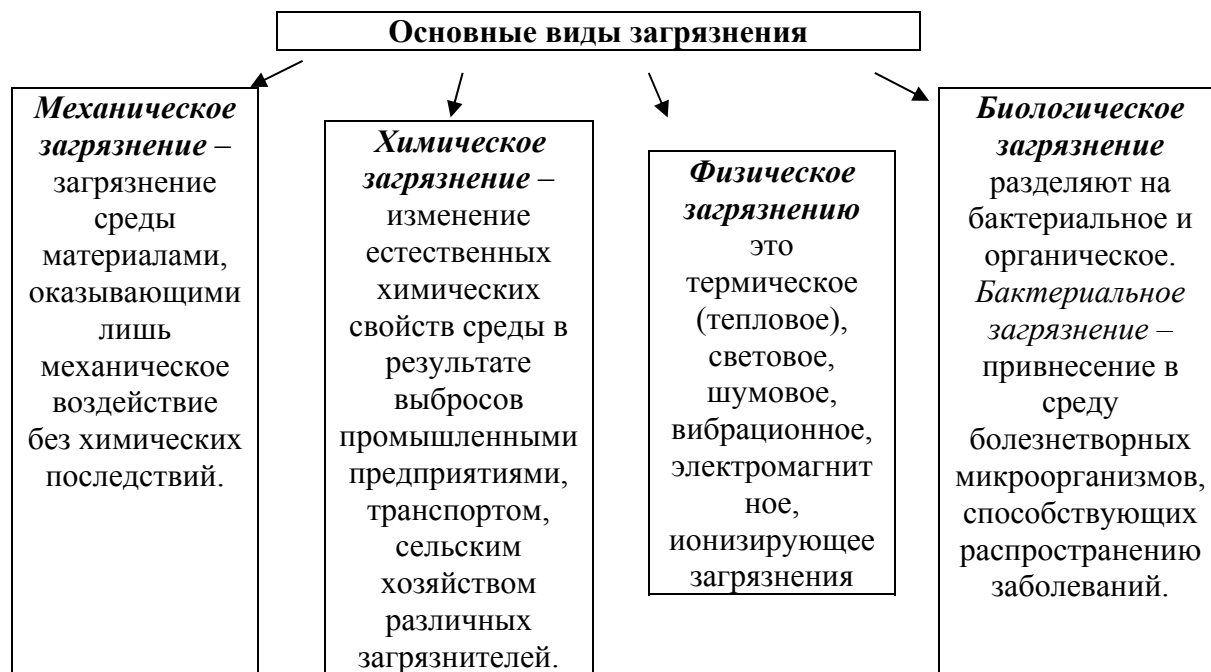 Основные виды загрязнения
Механическое
загрязнение –
загрязнение
среды
материалами,
оказывающими
лишь
механическое
воздействие
без химических
последствий.
Химическое
загрязнение –
изменение
естественных
химических
свойств среды в
результате
выбросов
промышленными
предприятиями,
транспортом,
сельским
хозяйством
различных
загрязнителей.
Физическое
загрязнению
это
термическое
(тепловое),
световое,
шумовое,
вибрационное,
электромагнит
ное,
ионизирующее
загрязнения
Биологическое
загрязнение
разделяют на
бактериальное и
органическое.
Бактериальное
загрязнение –
привнесение в
среду
болезнетворных
микроорганизмов,
способствующих
распространению
заболеваний.